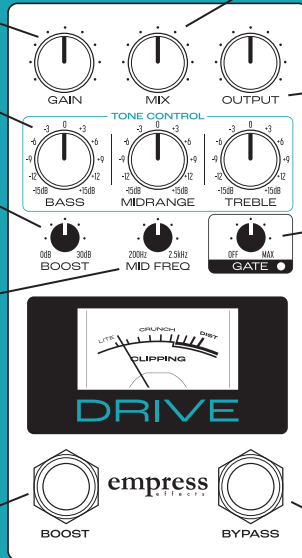 GAIN MIX OUTPUT
TONE CONTROL
-3 0 +3 -3 0 +3 -3 0 +3
-6 +6 -6 +6 -6 +6
-9 +9 -9 +9 -9 +9
-12 +12 -12 +12 -12 +12
-15dB +15dB -15dB +15dB -15dB +15dB
BASS MIDRANGE TREBLE
0dB 30dB 200Hz 2.5kHz OFF MAX
BOOST MID FREQ GATE
LITE CRUNCH DIST
CLIPPING
DRIVE
empress
effects
BOOST BYPASS